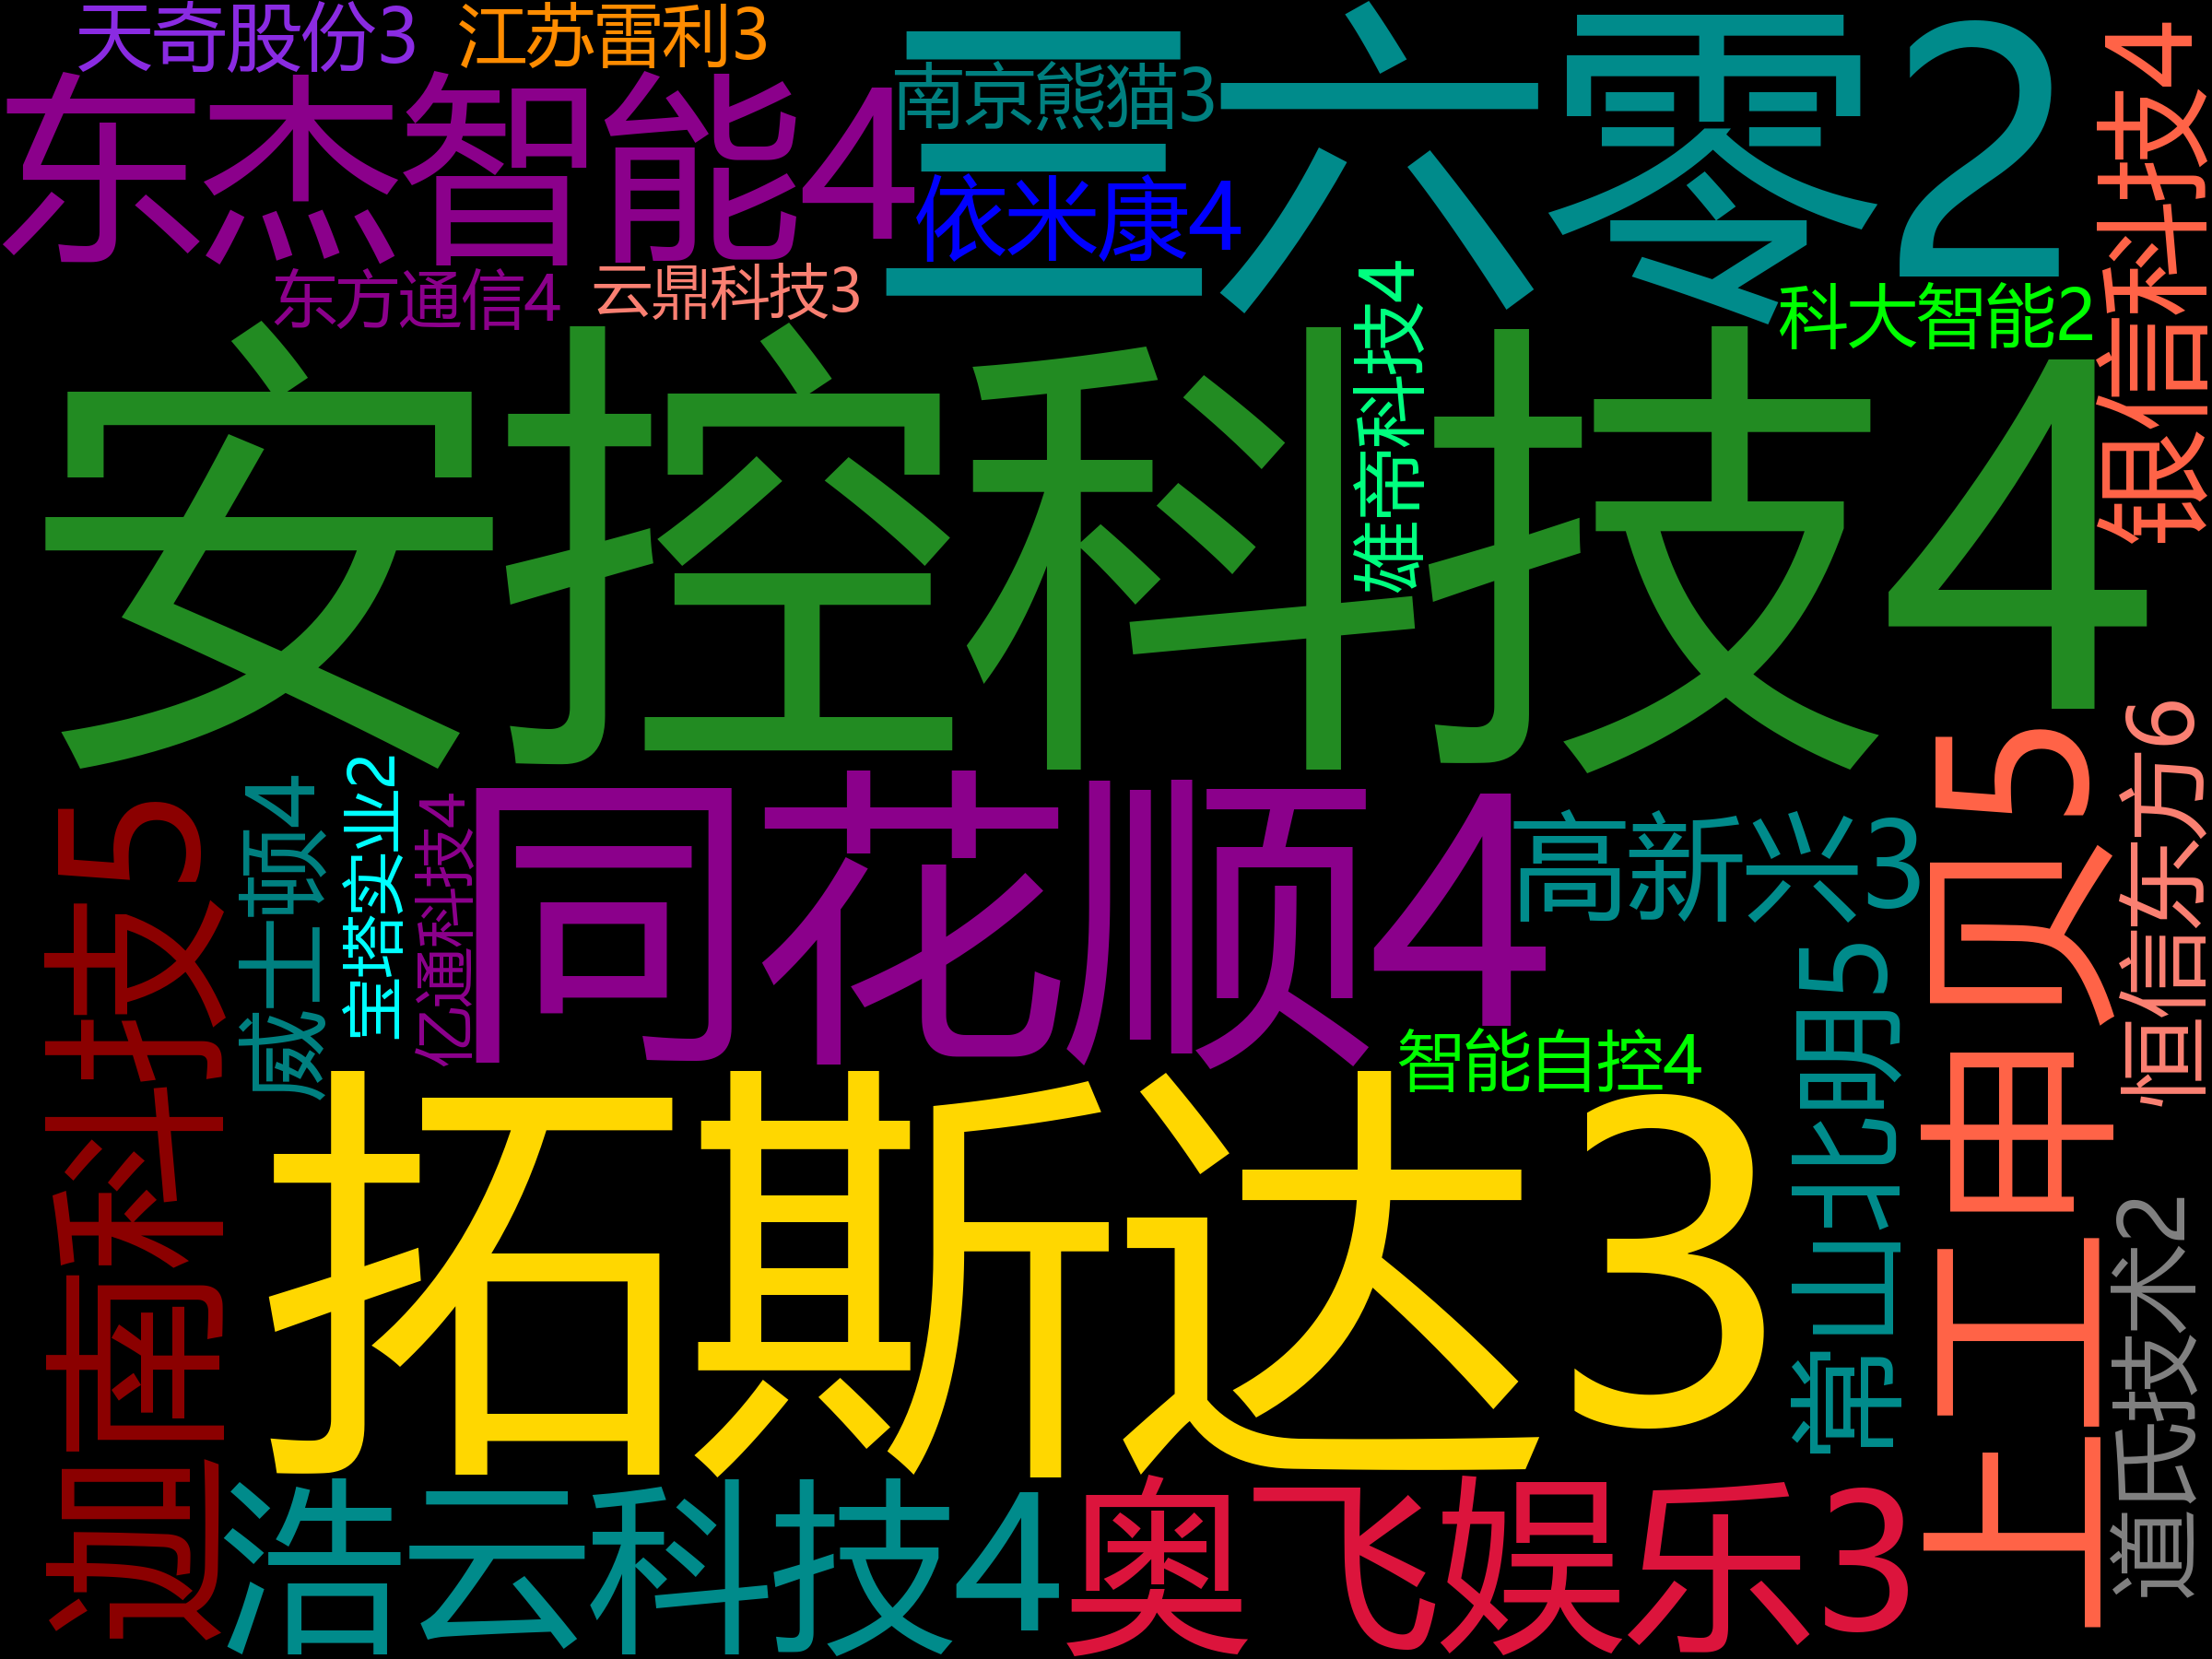 天奇股份3
江苏雷利3
东杰智能4
南京熊猫3
三六零2
银信科技4
依米康4
东方通信4
云鼎科技3
科大智能2
维帝科技4
安控科技4
恒信东方6
上工申贝5
迦南科技5
威士顿4
宝塔实业2
亿通科技4
同花顺4
高新兴3
智能自控4
常山北明5
拓斯达3
道氏技术2
浩云科技4
奥飞娱乐3